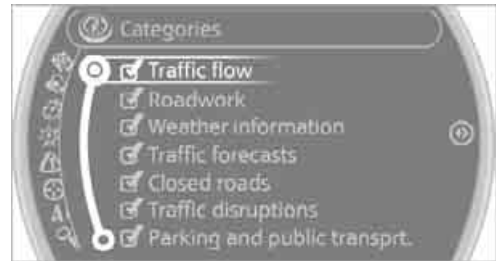 Categories
Traffic flow
Roadwork
Weather information
Traffic forecasts
Closed roads
Traffic disruptions
Parking and public transprt.